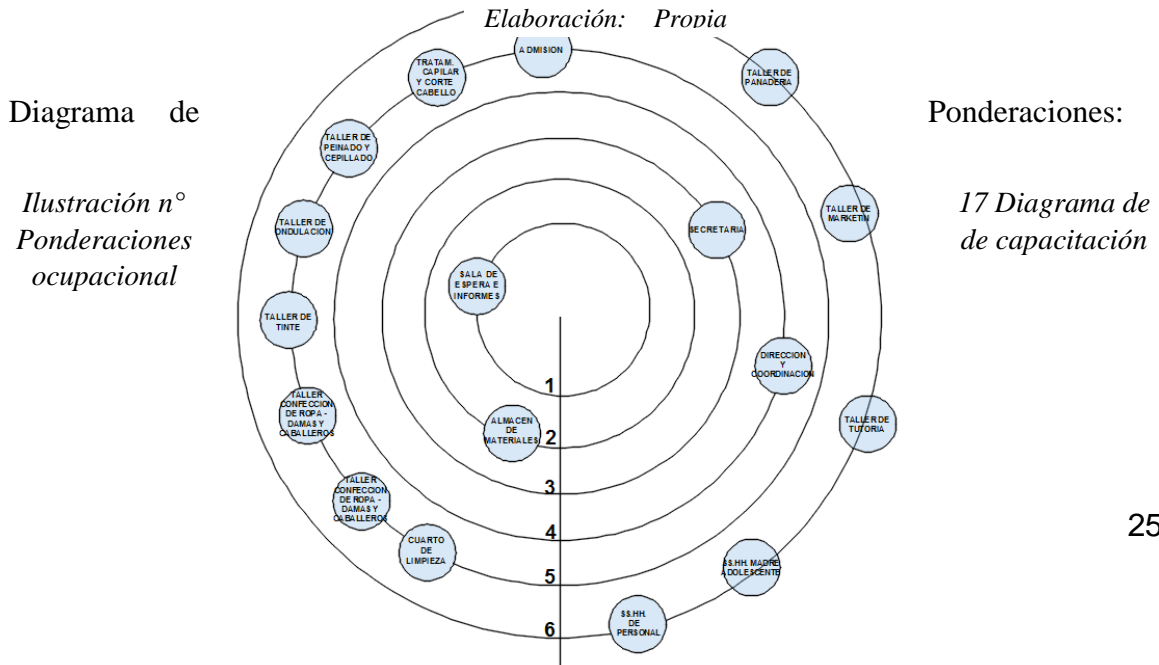 Elaboración: Propia
ADMISION
TRATAM.
CAPILAR
Y CORTE
CABELLO
TALLER DE
PANADERIA
Diagrama de
Ponderaciones:
TALLER DE
PEINADO Y
CEPILLADO
Ilustración n°
Ponderaciones
ocupacional
17 Diagrama de
de capacitación
TALLER DE
ONDULACION
TALLER DE
MARKETIN
SECRETARIA
SALA DE
ESPERA E
INFORMES
TALLER DE
TINTE
DIRECCION
Y
COORDINACION
1
TALLER
CONFECCION
DE ROPA -
DAMAS Y
CABALLEROS
ALMACEN
DE
MATERIALES
2
TALLER DE
TUTORIA
3
TALLER
CONFECCION
DE ROPA -
DAMAS Y
CABALLEROS
4
25
CUARTO
DE
LIMPIEZA
5
SS.HH. MADRE
ADOLESCENTE
6
SS.HH.
DE
PERSONAL